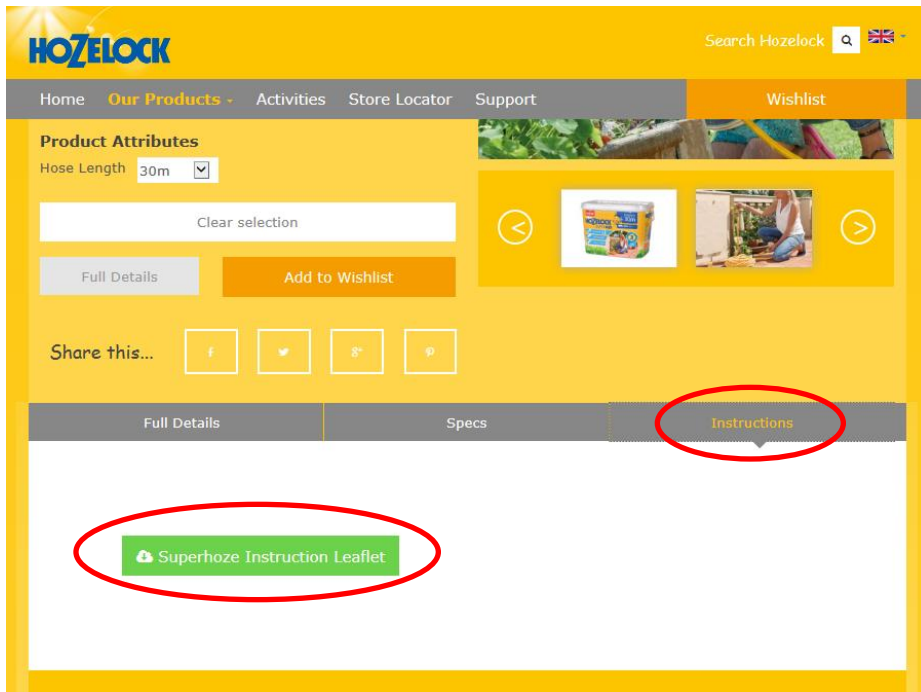 HOZELOCK
Search Hozelock
Home Our Products Activities Store Locator Support Wishlist
Product Attributes
Hose Length 30m
Clear selection
Full Details Add to Wishlist
Share this...
Full Details Specs Instructions
Superhoze Instruction Leaflet